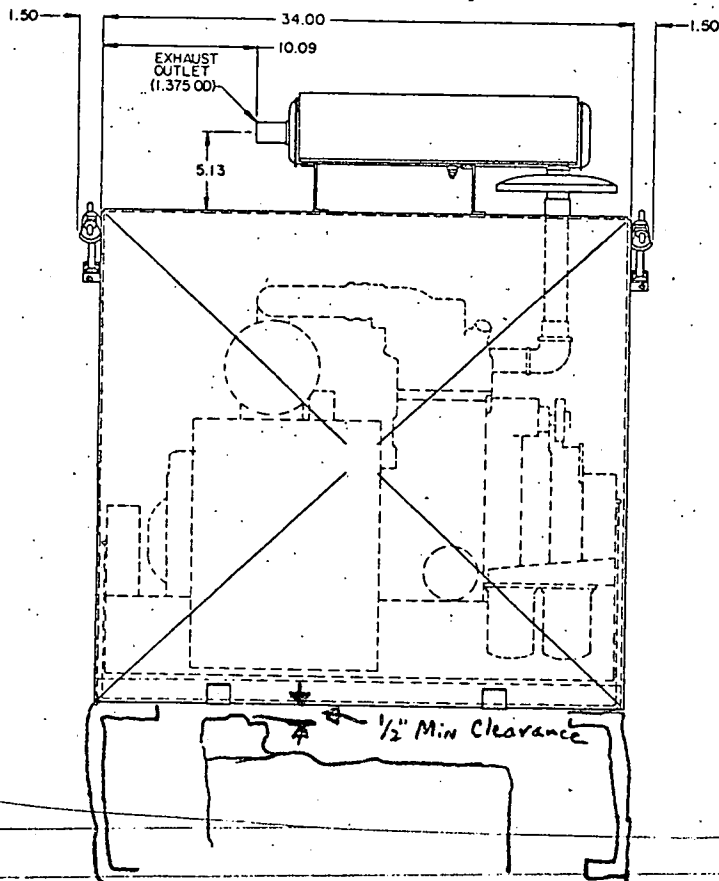 1.50
34.00
1.50
10.09
EXHAUST
OUTLET
(1.375 OD)
5.13
1/2" Min Clearance